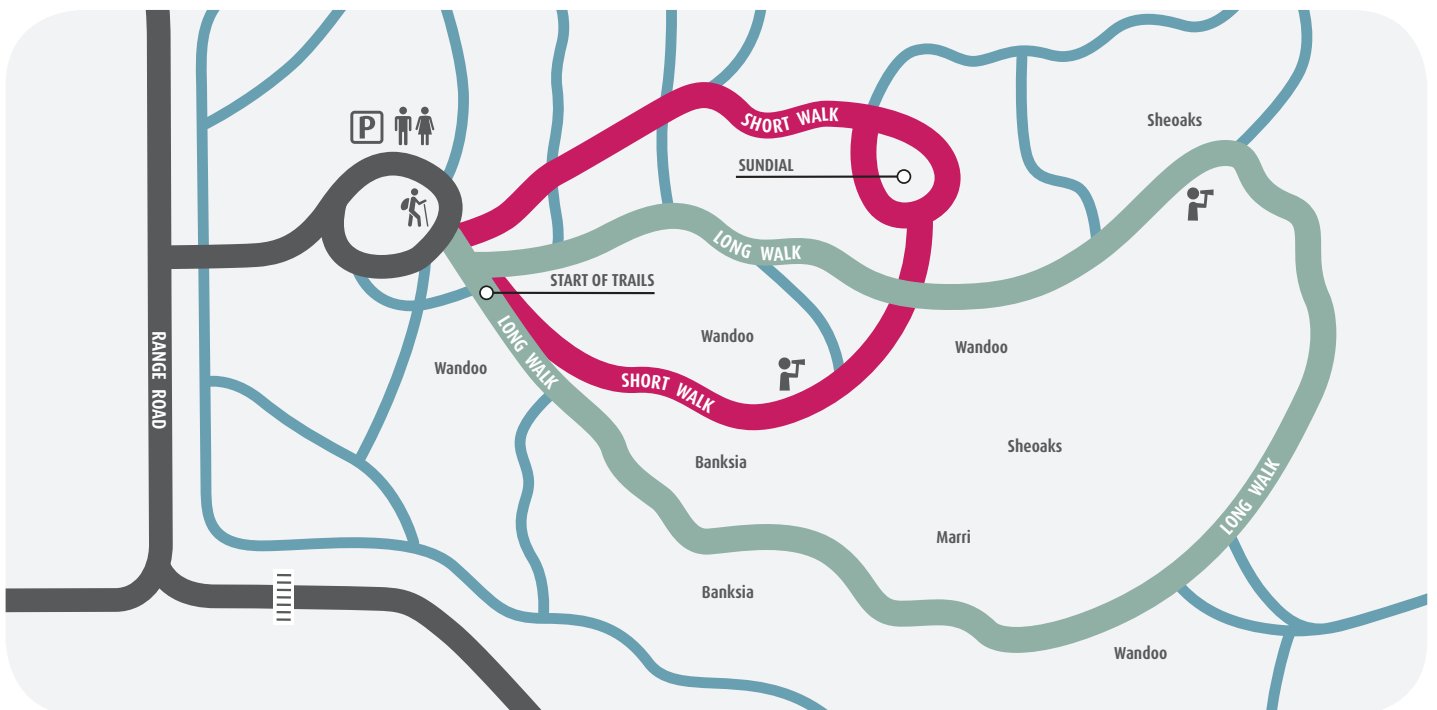 P
SHORT WALK
Sheoaks
SUNDIAL
LONG WALK
START OF TRAILS
RANGE ROAD
LONG WALK
Wandoo
Wandoo
Wandoo
SHORT WALK
Sheoaks
Banksia
LONG WALK
Marri
Banksia
Wandoo